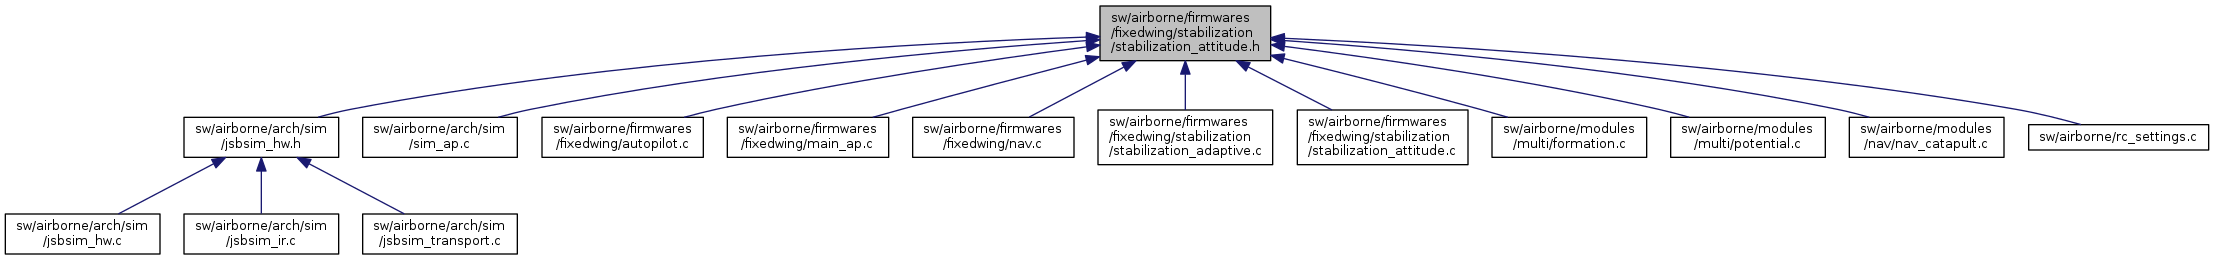 sw/airborne/firmwares
/fixedwing/stabilization
/stabilization_attitude.h
sw/airborne/arch/sim
/jsbsim_hw.h
sw/airborne/arch/sim
/sim_ap.c
sw/airborne/firmwares
/fixedwing/autopilot.c
sw/airborne/firmwares
/fixedwing/main_ap.c
sw/airborne/firmwares
/fixedwing/nav.c
sw/airborne/firmwares
/fixedwing/stabilization
/stabilization_adaptive.c
sw/airborne/firmwares
/fixedwing/stabilization
/stabilization_attitude.c
sw/airborne/modules
/multi/formation.c
sw/airborne/modules
/multi/potential.c
sw/airborne/modules
/nav/nav_catapult.c
sw/airborne/rc_settings.c
sw/airborne/arch/sim
/jsbsim_hw.c
sw/airborne/arch/sim
/jsbsim_ir.c
sw/airborne/arch/sim
/jsbsim_transport.c